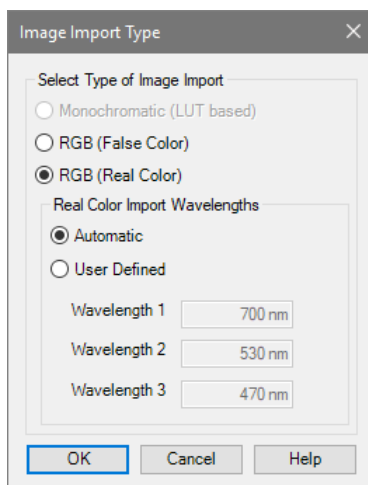 Image Import Type
Select Type of Image Import
Monochromatic (LUT based)
RGB (False Color)
RGB (Real Color)
Real Color Import Wavelengths
Automatic
User Defined
Wavelength 1 700 nm
Wavelength 2 530 nm
Wavelength 3 470 nm
OK Cancel Help